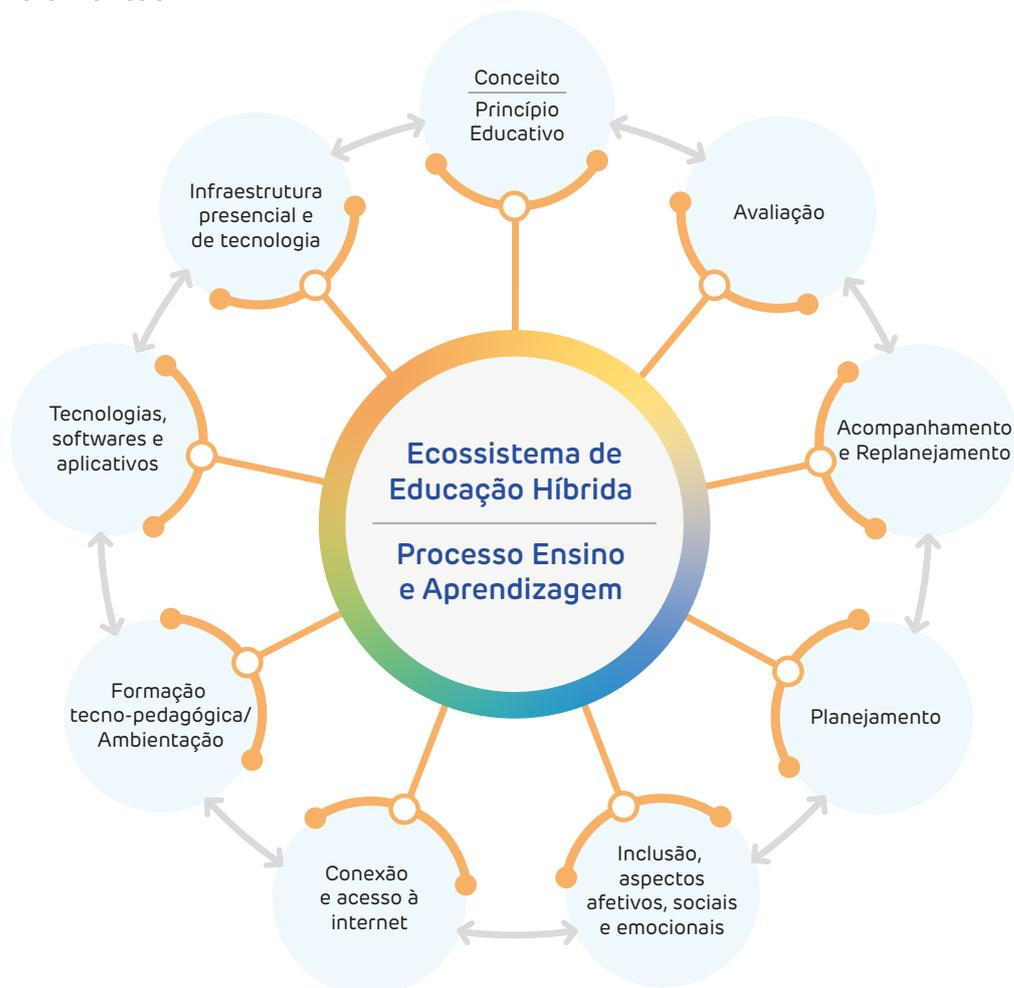 Conceito
Princípio
Educativo
Avaliação
Acompanhamento
e Replanejamento
Planejamento
Inclusão,
aspectos
afetivos, sociais
e emocionais
Conexão
e acesso à
internet
Formação
tecno-pedagógica/
Ambientação
Tecnologias,
softwares e
aplicativos
Infraestrutura
presencial e
de tecnologia
Ecossistema de
Educação Híbrida
Processo Ensino
e Aprendizagem